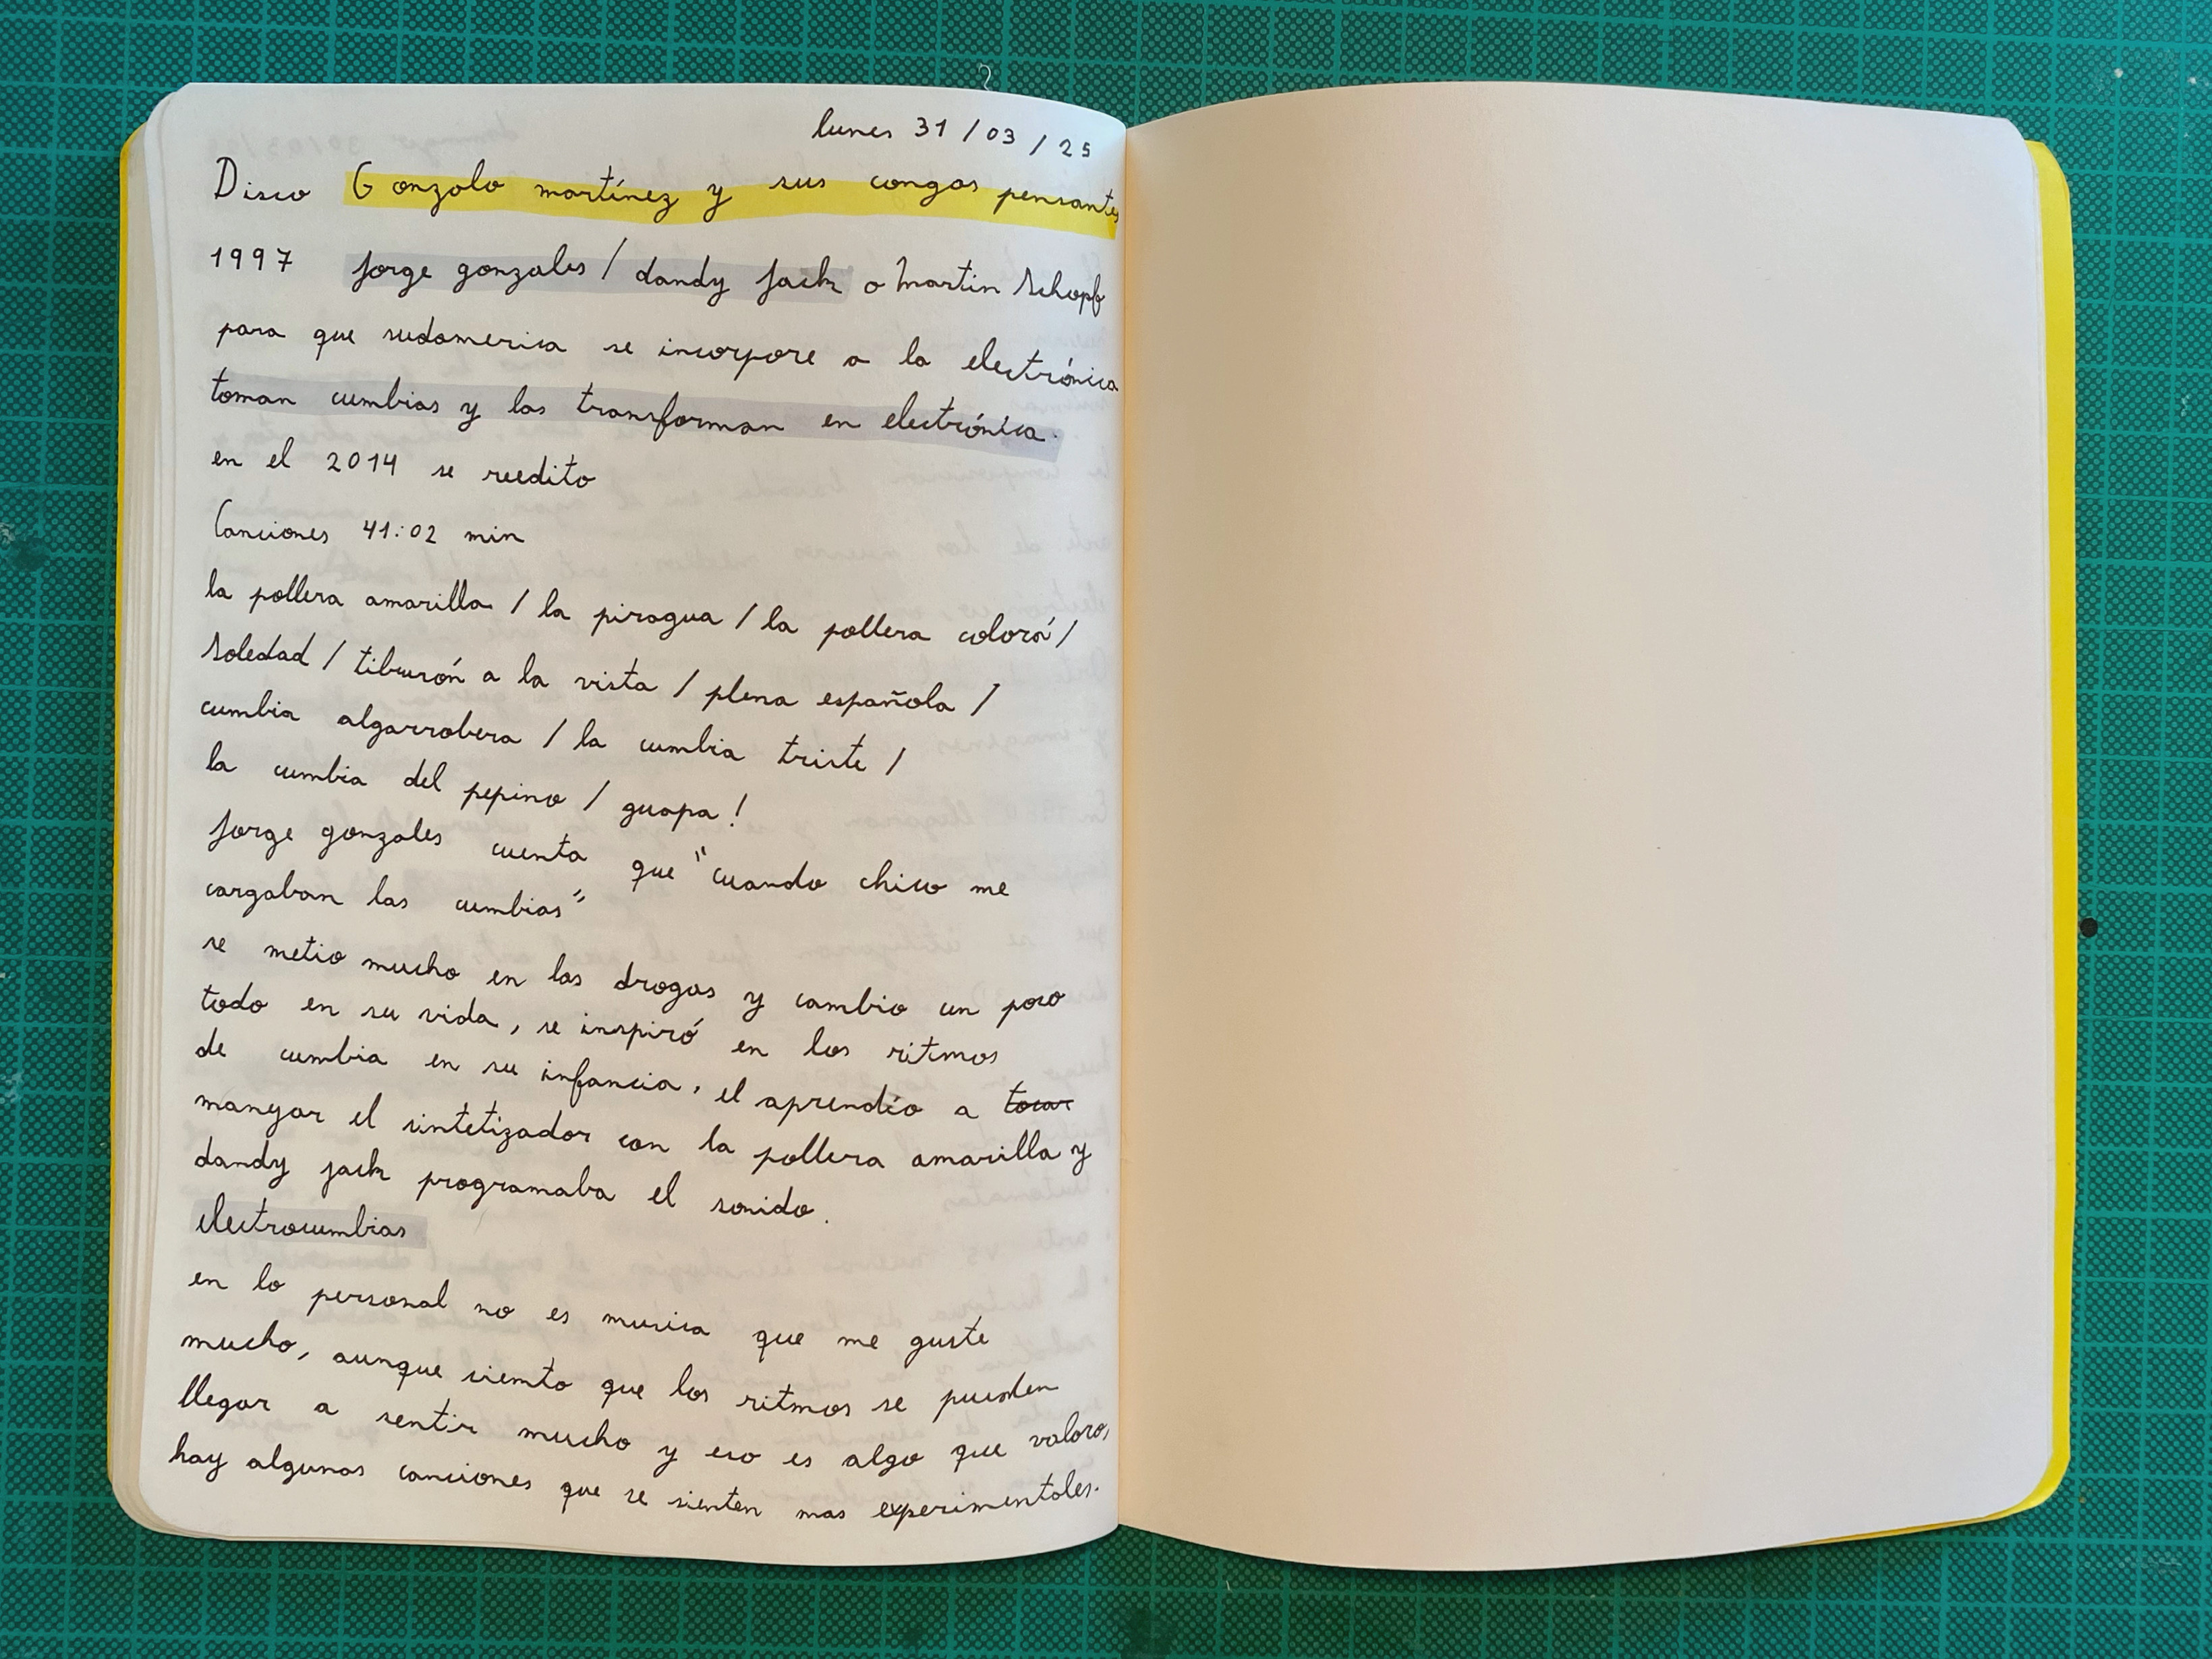 lunes 31/03/25
Disco Gonzalo martínez y sus congas pensantes
1997 Jorge gonzales / dandy Jack o Martin Schopf
para que sudamerica se incorpore a la electrónica
toman cumbias y las transforman en electrónica.
en el 2014 se reedito
Canciones 41:02 min
la pollera amarilla / la piragua / la pollera colorá /
Soledad / tiburón a la vista / plena española /
cumbia algarrobera / la cumbia triste /
la cumbia del pepino / guapa!
Jorge gonzales cuenta que "cuando chico me
cargaban las cumbias"
se metio mucho en las drogas y cambio un poco
todo en su vida, se inspiró en los ritmos
de cumbia en su infancia, el aprendio a tocar
manejar el sintetizador con la pollera amarilla y
dandy jack programaba el sonido.
electrocumbias
en lo personal no es musica que me guste
mucho, aunque siento que los ritmos se pueden
llegar a sentir mucho y eso es algo que valoro,
hay algunas canciones que se sienten mas experimentales.